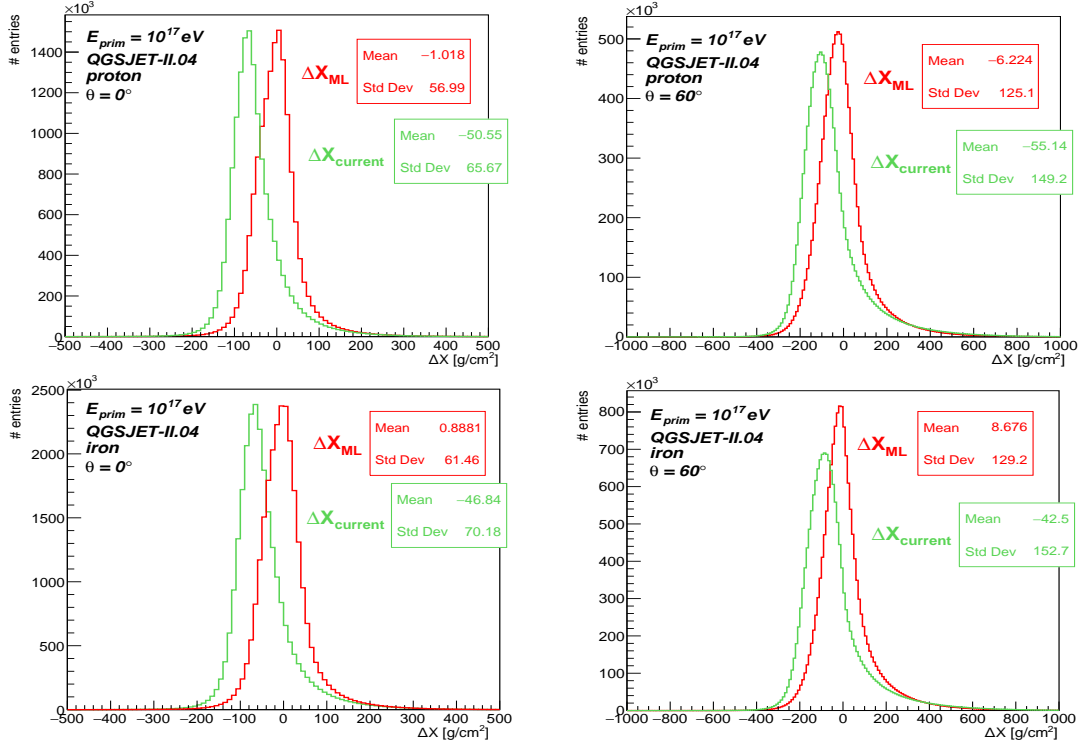 ×10³
# entries
1400
1200
1000
800
600
400
200
0
E_prim = 10¹⁷ eV
QGSJET-II.04
proton
θ = 0°
ΔX_ML
Mean −1.018
Std Dev 56.99
ΔX_current
Mean −50.55
Std Dev 65.67
−500 −400 −300 −200 −100 0 100 200 300 400 500
ΔX [g/cm²]
×10³
# entries
500
400
300
200
100
0
E_prim = 10¹⁷ eV
QGSJET-II.04
proton
θ = 60°
ΔX_ML
Mean −6.224
Std Dev 125.1
ΔX_current
Mean −55.14
Std Dev 149.2
−1000 −800 −600 −400 −200 0 200 400 600 800 1000
ΔX [g/cm²]
×10³
# entries
2500
2000
1500
1000
500
0
E_prim = 10¹⁷ eV
QGSJET-II.04
iron
θ = 0°
ΔX_ML
Mean 0.8881
Std Dev 61.46
ΔX_current
Mean −46.84
Std Dev 70.18
−500 −400 −300 −200 −100 0 100 200 300 400 500
ΔX [g/cm²]
×10³
# entries
800
700
600
500
400
300
200
100
0
E_prim = 10¹⁷ eV
QGSJET-II.04
iron
θ = 60°
ΔX_ML
Mean 8.676
Std Dev 129.2
ΔX_current
Mean −42.5
Std Dev 152.7
−1000 −800 −600 −400 −200 0 200 400 600 800 1000
ΔX [g/cm²]